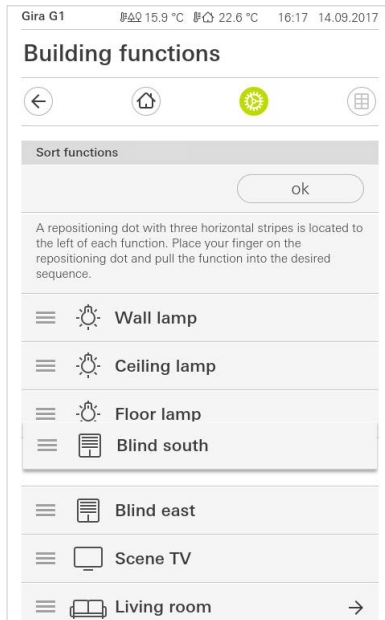 Gira G1 15.9 °C 22.6 °C 16:17 14.09.2017
Building functions
Sort functions
ok
A repositioning dot with three horizontal stripes is located to
the left of each function. Place your finger on the
repositioning dot and pull the function into the desired
sequence.
Wall lamp
Ceiling lamp
Floor lamp
Blind south
Blind east
Scene TV
Living room